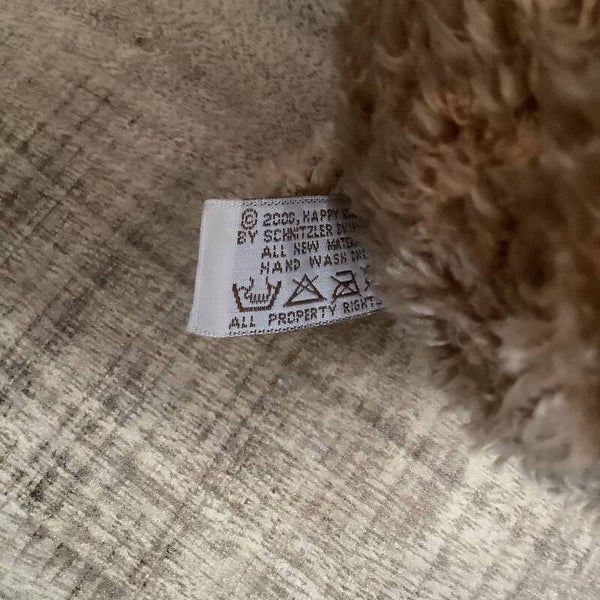 © 2000, HAPPY
BY SCHNITZLER
ALL NEW
HAND WASH
ALL PROPERTY